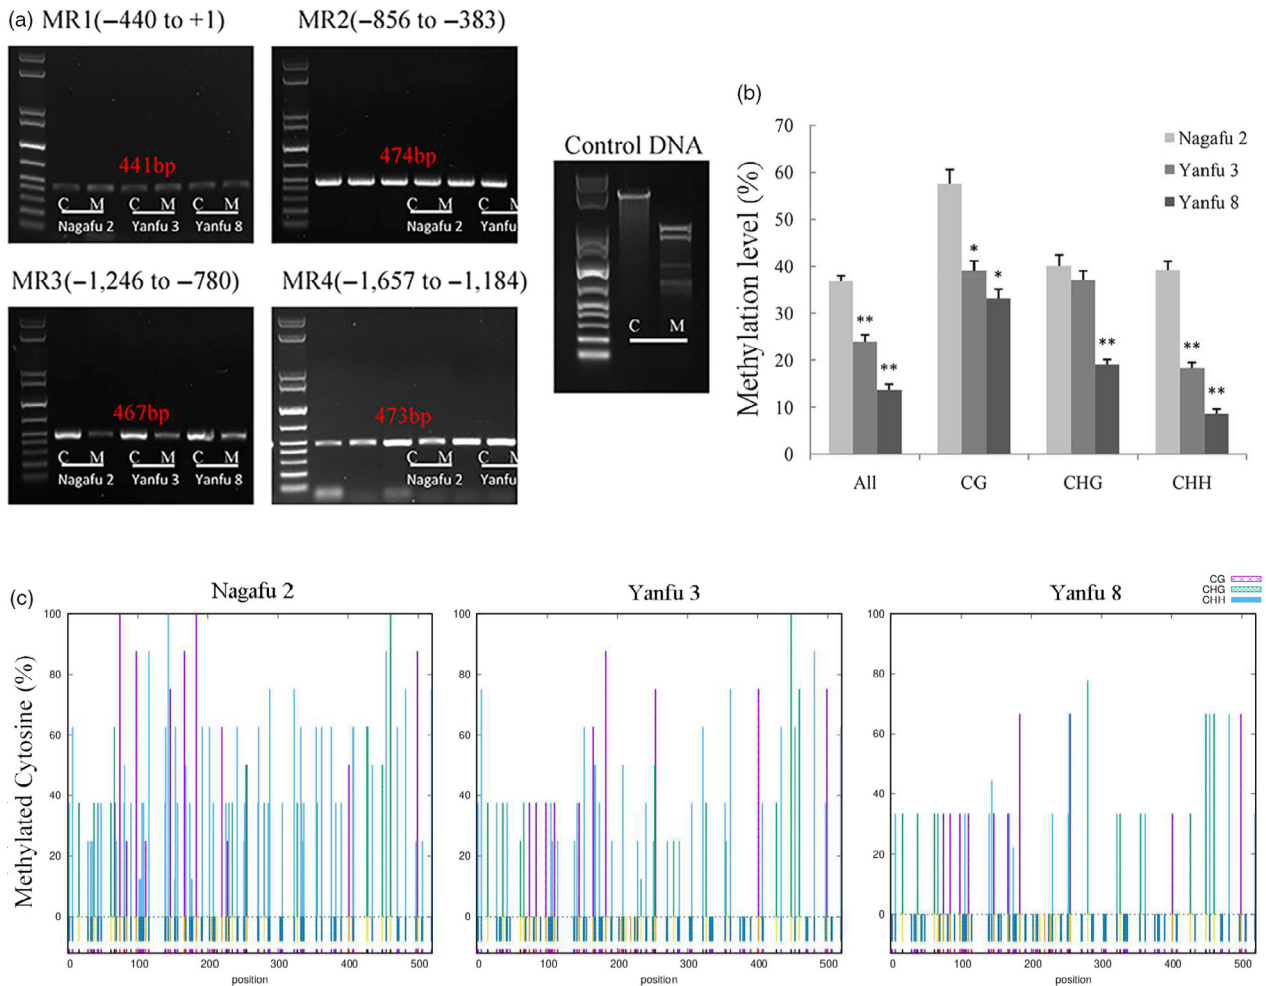 (a)
MR1(−440 to +1)
MR2(−856 to −383)
441bp
C M C M C M
Nagafu 2 Yanfu 3 Yanfu 8
474bp
C M C
Nagafu 2 Yanfu
MR3(−1,246 to −780)
MR4(−1,657 to −1,184)
467bp
C M C M C M
Nagafu 2 Yanfu 3 Yanfu 8
473bp
C M C
Nagafu 2 Yanfu
Control DNA
C M
(b)
Methylation level (%)
70
60
50
40
30
20
10
0
Nagafu 2
Yanfu 3
Yanfu 8
**
**
*
*
**
**
**
All CG CHG CHH
(c)
Nagafu 2
Yanfu 3
Yanfu 8
CG
CHG
CHH
Methylated Cytosine (%)
100
80
60
40
20
0
0 100 200 300 400 500
position
100
80
60
40
20
0
0 100 200 300 400 500
position
100
80
60
40
20
0
0 100 200 300 400 500
position